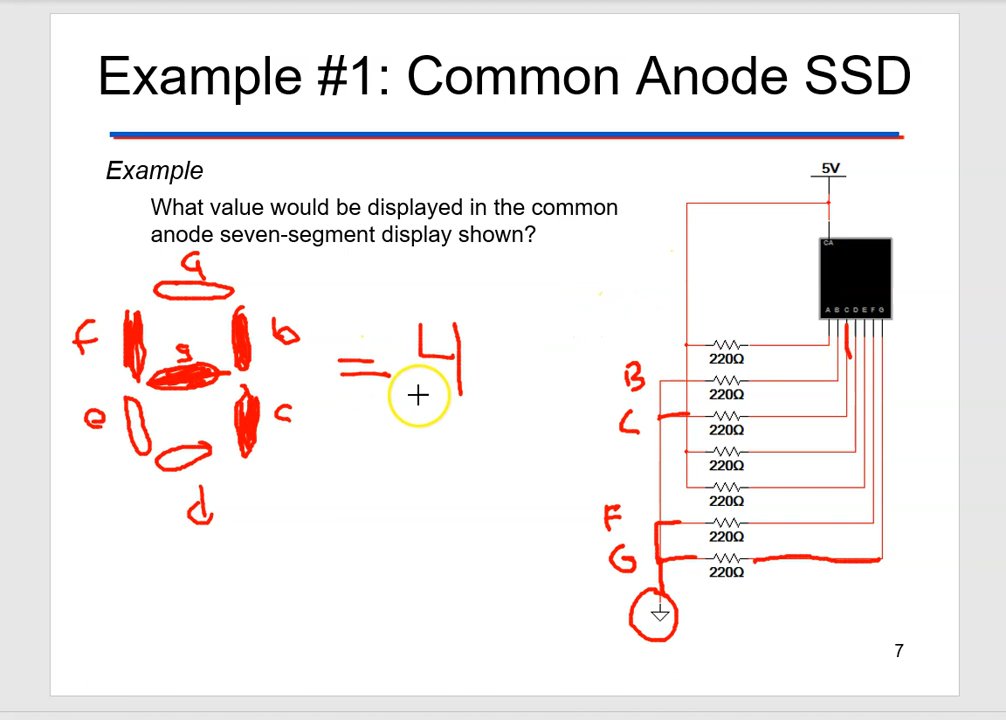 Example #1: Common Anode SSD
Example
What value would be displayed in the common
anode seven-segment display shown?
5V
CA
A B C D E F G
a
f
b
g
= 4
e
c
d
B
C
F
G
220Ω
220Ω
220Ω
220Ω
220Ω
220Ω
220Ω
7